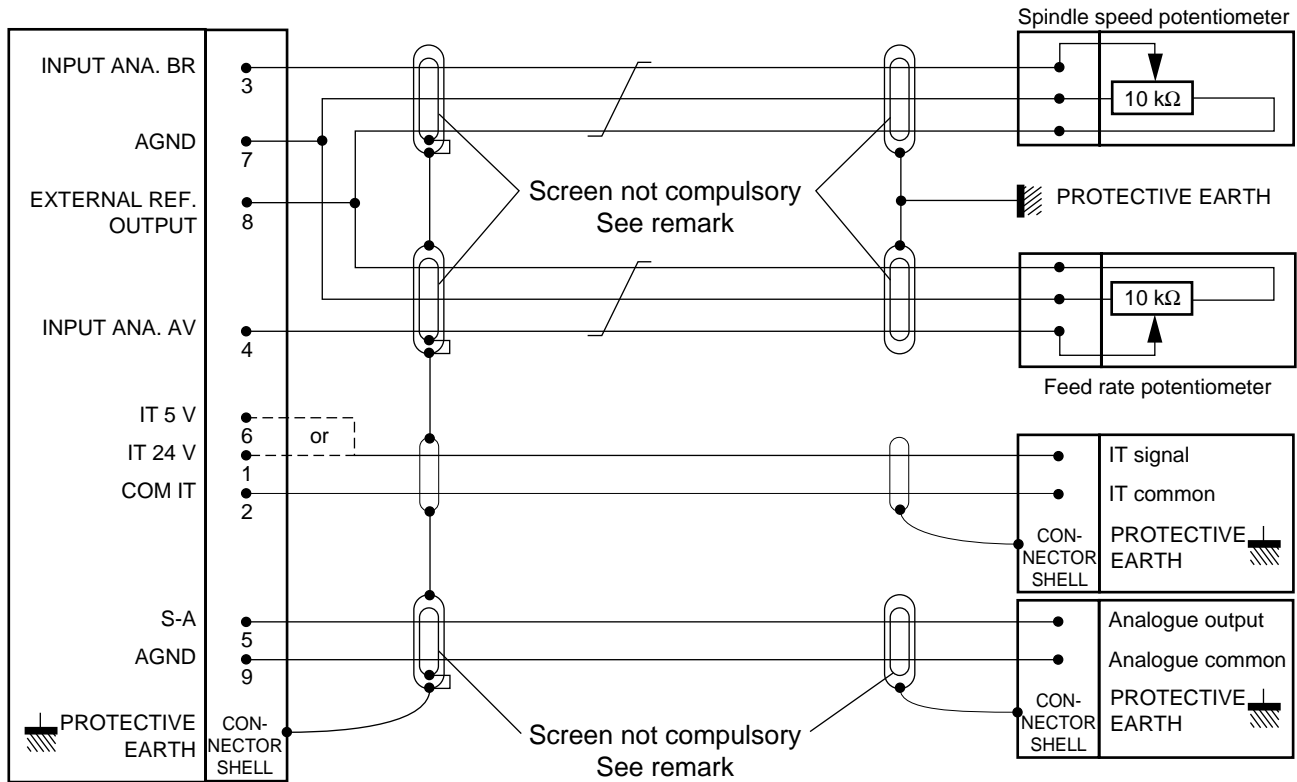 Spindle speed potentiometer
INPUT ANA. BR
3
10 kΩ
AGND
7
EXTERNAL REF.
OUTPUT
8
Screen not compulsory
See remark
PROTECTIVE EARTH
10 kΩ
INPUT ANA. AV
4
Feed rate potentiometer
IT 5 V
6
or
IT 24 V
1
IT signal
COM IT
2
IT common
CON-
NECTOR
SHELL
PROTECTIVE
EARTH
S-A
5
Analogue output
AGND
9
Analogue common
CON-
NECTOR
SHELL
PROTECTIVE
EARTH
PROTECTIVE
EARTH
CON-
NECTOR
SHELL
Screen not compulsory
See remark